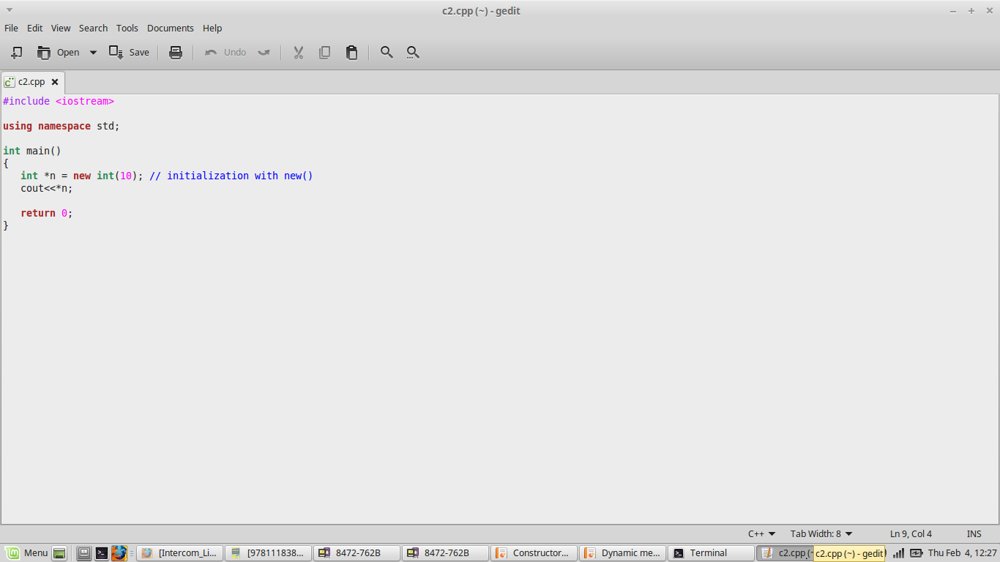 c2.cpp (~) - gedit
File Edit View Search Tools Documents Help
Open Save Undo
c2.cpp
#include <iostream>
using namespace std;
int main()
{
int *n = new int(10); // initialization with new()
cout<<*n;
return 0;
}
C++ Tab Width: 8 Ln 9, Col 4 INS
Menu [Intercom_Li... [978111838... 8472-762B 8472-762B Constructor... Dynamic me... Terminal c2.cpp (~ c2.cpp (~) - gedit Thu Feb 4, 12:27